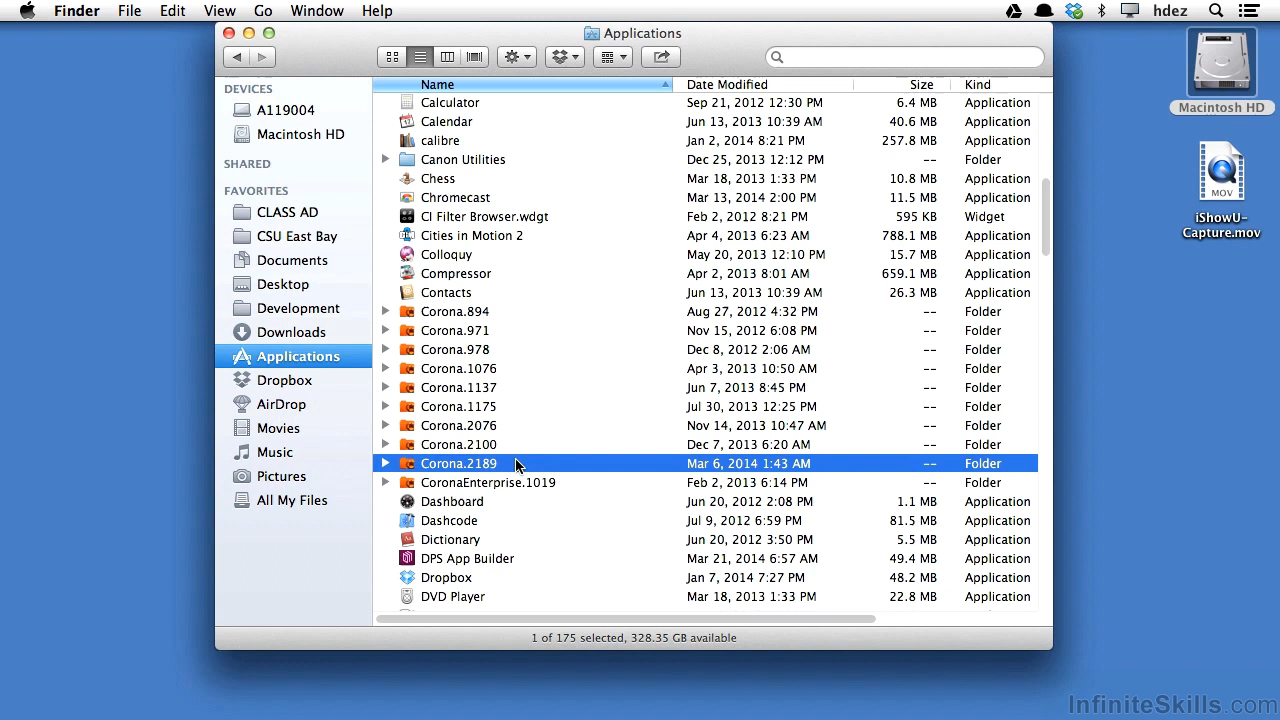 Finder File Edit View Go Window Help hdez
Applications
Name Date Modified Size Kind
DEVICES
A119004
Macintosh HD
SHARED
FAVORITES
CLASS AD
CSU East Bay
Documents
Desktop
Development
Downloads
Applications
Dropbox
AirDrop
Movies
Music
Pictures
All My Files
Calculator Sep 21, 2012 12:30 PM 6.4 MB Application
Calendar Jun 13, 2013 10:39 AM 40.6 MB Application
calibre Jan 2, 2014 8:21 PM 257.8 MB Application
Canon Utilities Dec 25, 2013 12:12 PM -- Folder
Chess Mar 18, 2013 1:33 PM 10.8 MB Application
Chromecast Mar 13, 2014 2:00 PM 11.5 MB Application
CI Filter Browser.wdgt Feb 2, 2012 8:21 PM 595 KB Widget
Cities in Motion 2 Apr 4, 2013 6:23 AM 788.1 MB Application
Colloquy May 20, 2013 12:10 PM 15.7 MB Application
Compressor Apr 2, 2013 8:01 AM 659.1 MB Application
Contacts Jun 13, 2013 10:39 AM 26.3 MB Application
Corona.894 Aug 27, 2012 4:32 PM -- Folder
Corona.971 Nov 15, 2012 6:08 PM -- Folder
Corona.978 Dec 8, 2012 2:06 AM -- Folder
Corona.1076 Apr 3, 2013 10:50 AM -- Folder
Corona.1137 Jun 7, 2013 8:45 PM -- Folder
Corona.1175 Jul 30, 2013 12:25 PM -- Folder
Corona.2076 Nov 14, 2013 10:47 AM -- Folder
Corona.2100 Dec 7, 2013 6:20 AM -- Folder
Corona.2189 Mar 6, 2014 1:43 AM -- Folder
CoronaEnterprise.1019 Feb 2, 2013 6:14 PM -- Folder
Dashboard Jun 20, 2012 2:08 PM 1.1 MB Application
Dashcode Jul 9, 2012 6:59 PM 81.5 MB Application
Dictionary Jun 20, 2012 3:50 PM 5.5 MB Application
DPS App Builder Mar 21, 2014 6:57 AM 49.4 MB Application
Dropbox Jan 7, 2014 7:27 PM 48.2 MB Application
DVD Player Mar 18, 2013 1:33 PM 22.8 MB Application
1 of 175 selected, 328.35 GB available
Macintosh HD
MOV
iShowU-
Capture.mov
InfiniteSkills.com